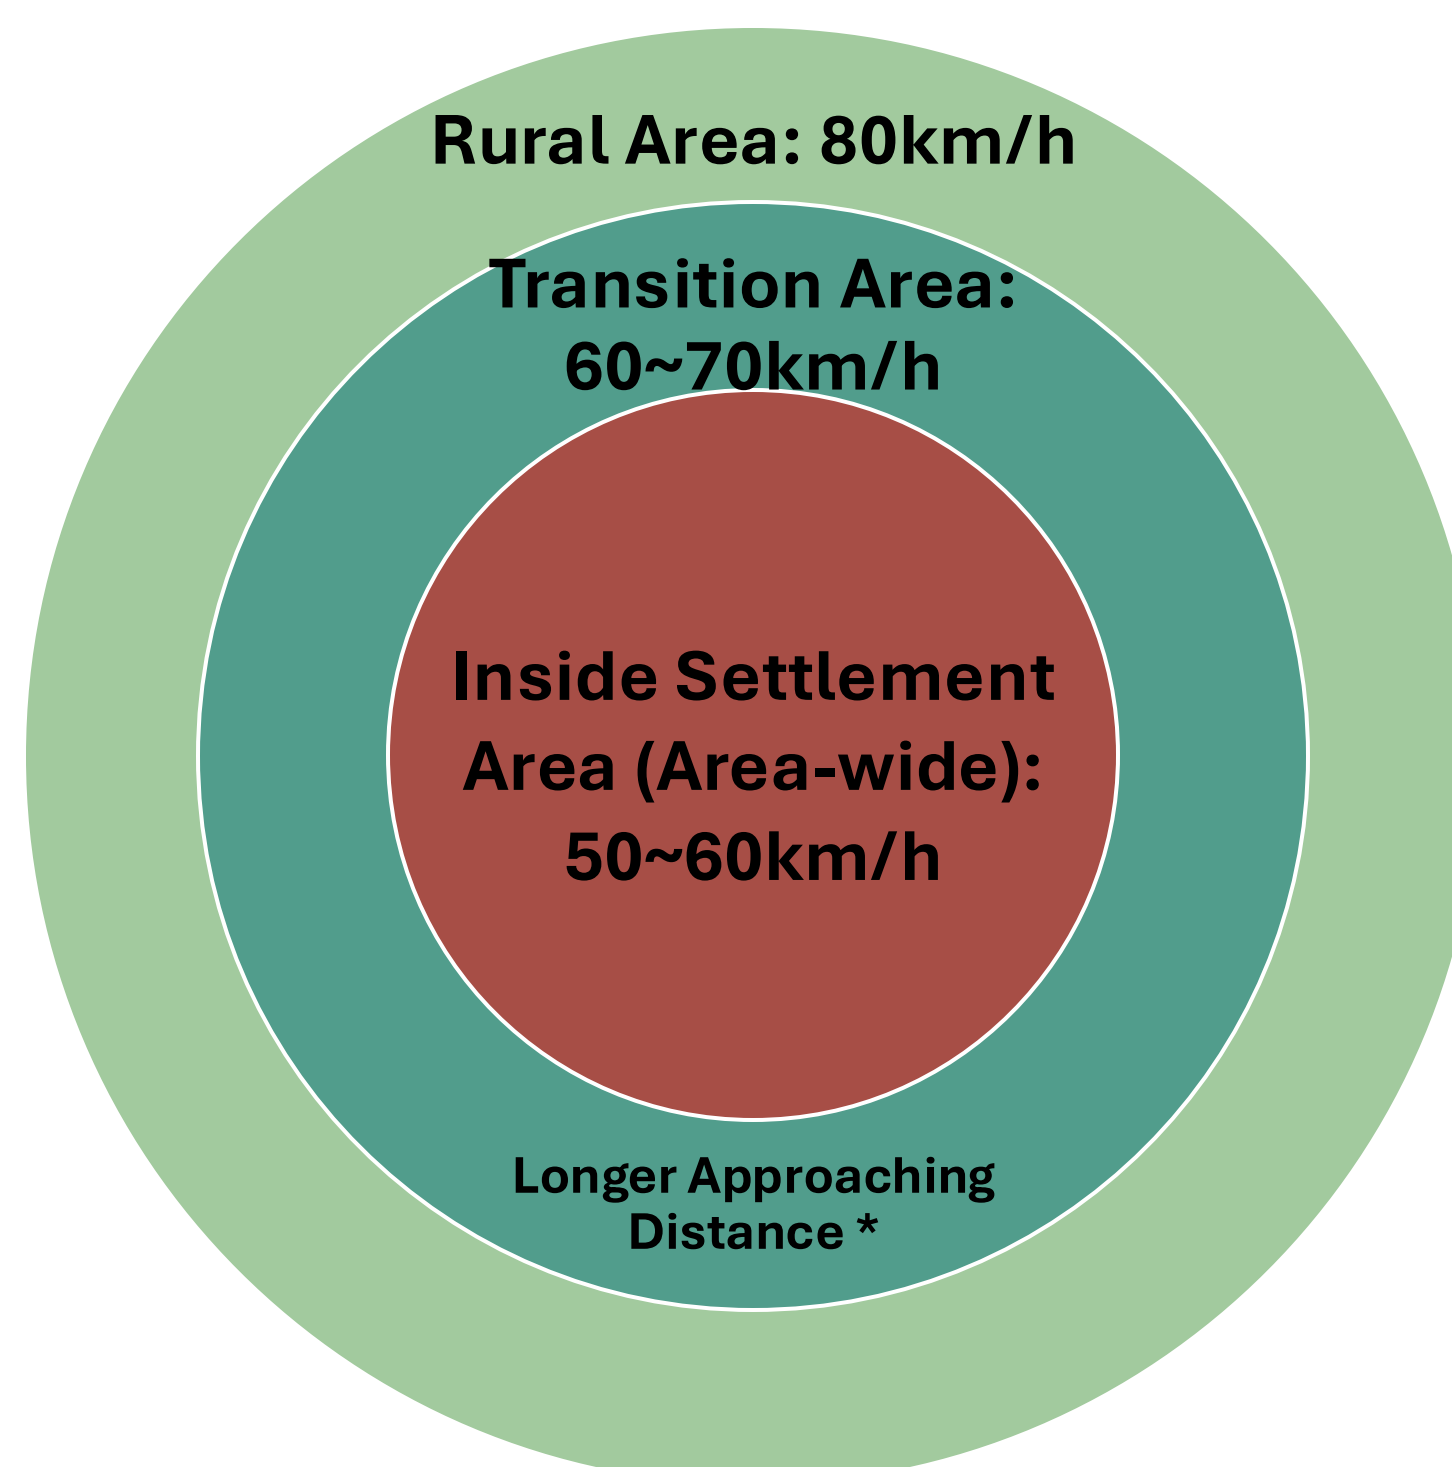 Rural Area: 80km/h
Transition Area:
60~70km/h
Inside Settlement
Area (Area-wide):
50~60km/h
Longer Approaching
Distance *